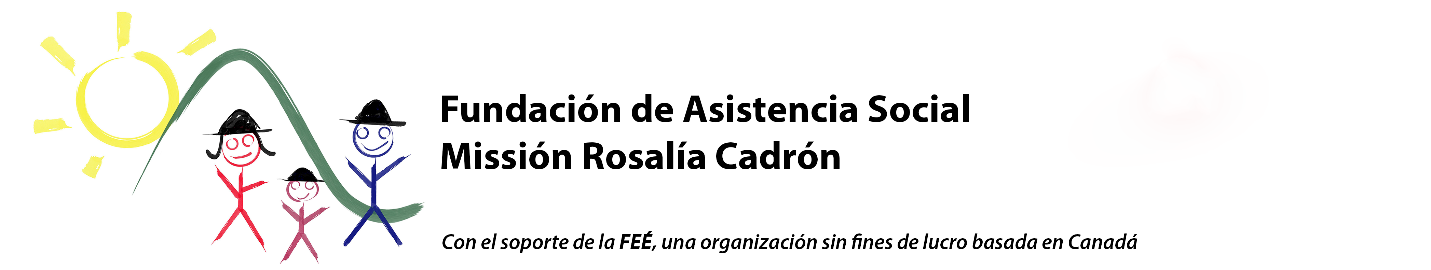 Fundación de Asistencia Social
Missión Rosalía Cadrón
Con el soporte de la FEÉ, una organización sin fines de lucro basada en Canadá